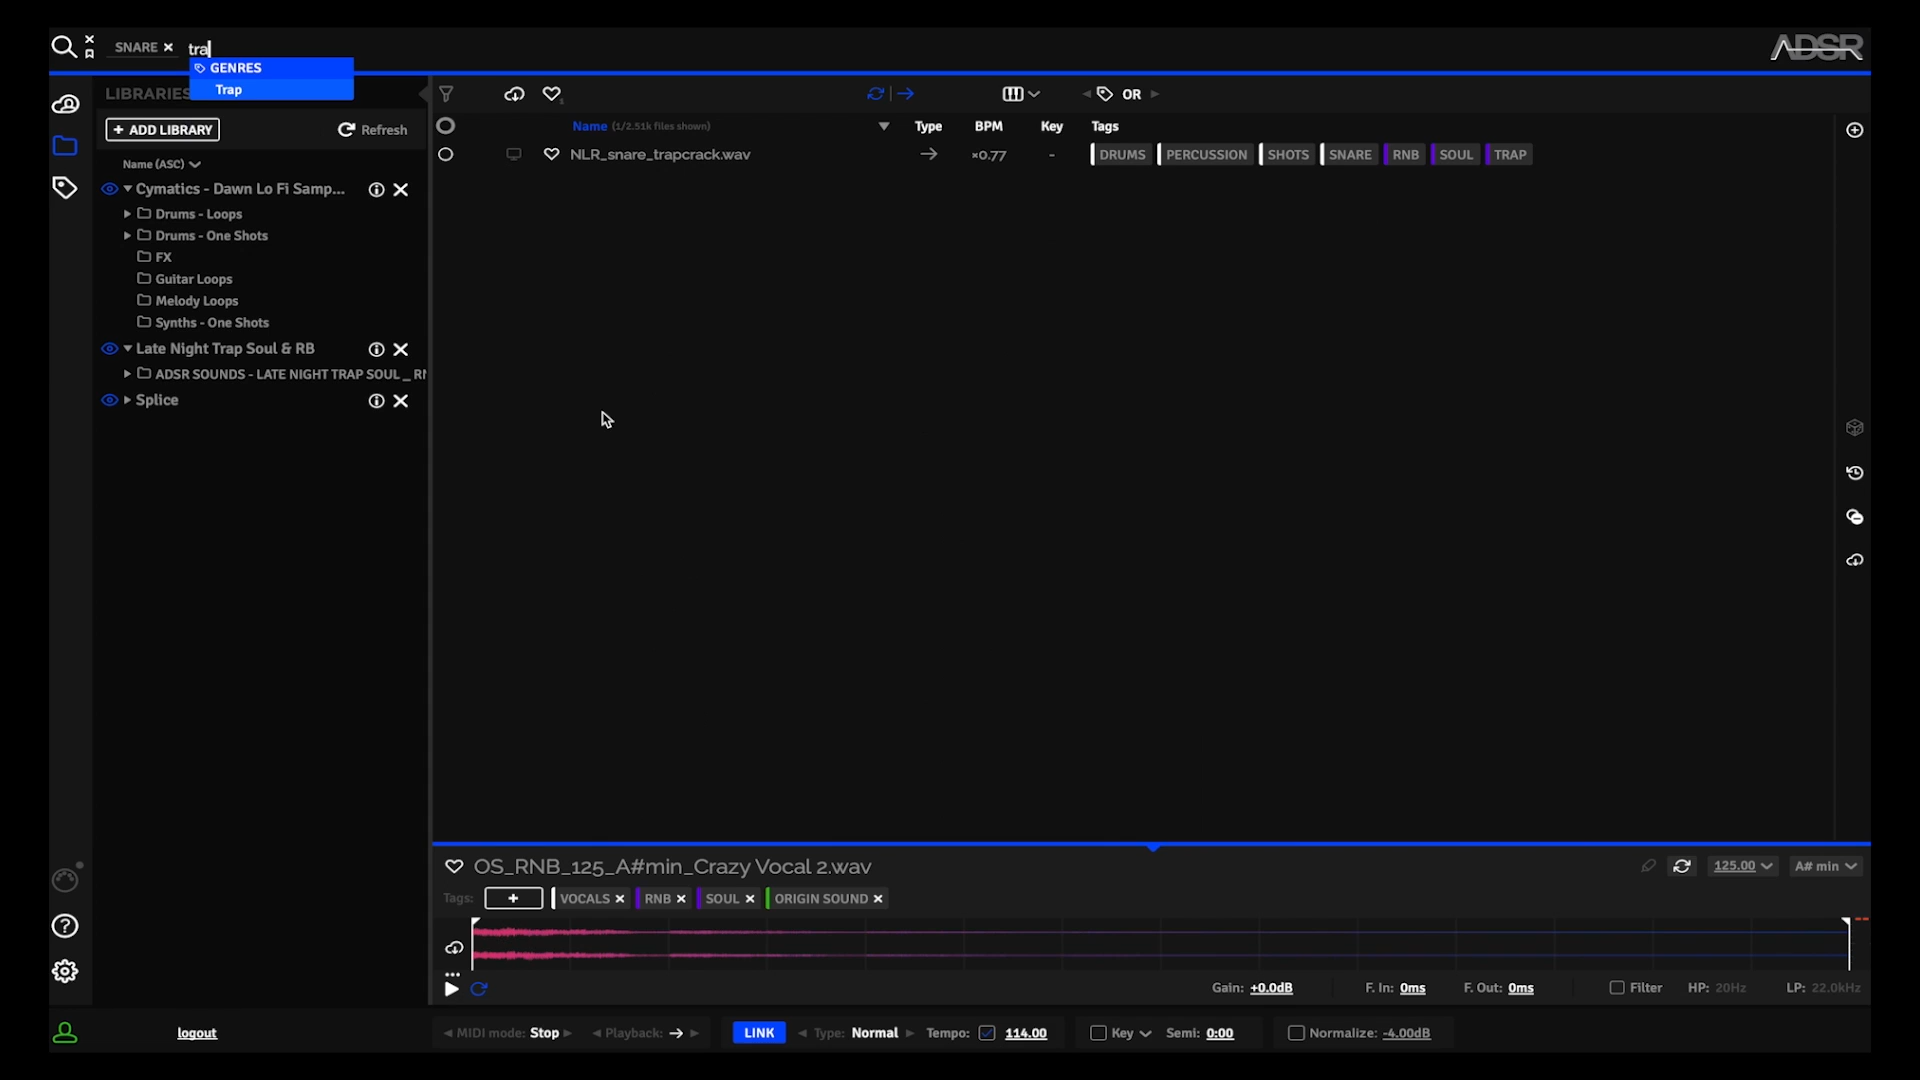 SNARE × tra
ADSR
GENRES
Trap
LIBRARIES
OR
+ ADD LIBRARY
Refresh
Name (1/2.51k files shown) Type BPM Key Tags
NLR_snare_trapcrack.wav ×0.77 - DRUMS PERCUSSION SHOTS SNARE RNB SOUL TRAP
Name (ASC)
Cymatics - Dawn Lo Fi Samp...
Drums - Loops
Drums - One Shots
FX
Guitar Loops
Melody Loops
Synths - One Shots
Late Night Trap Soul & RB
ADSR SOUNDS - LATE NIGHT TRAP SOUL _ RN
Splice
OS_RNB_125_A#min_Crazy Vocal 2.wav 125.00 A# min
Tags: + VOCALS × RNB × SOUL × ORIGIN SOUND ×
Gain: +0.0dB F. In: 0ms F. Out: 0ms Filter HP: 20Hz LP: 22.0kHz
logout MIDI mode: Stop Playback: LINK Type: Normal Tempo: 114.00 Key Semi: 0:00 Normalize: -4.00dB